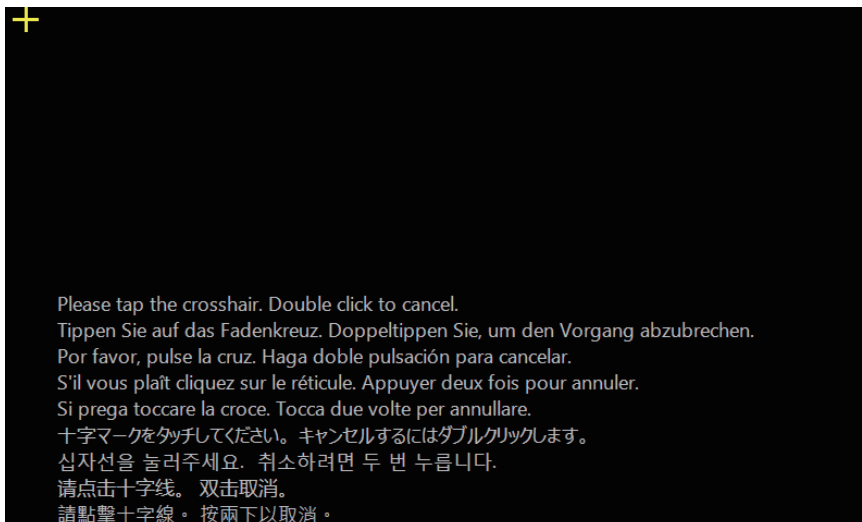 Please tap the crosshair. Double click to cancel.
Tippen Sie auf das Fadenkreuz. Doppeltippen Sie, um den Vorgang abzubrechen.
Por favor, pulse la cruz. Haga doble pulsación para cancelar.
S'il vous plaît cliquez sur le réticule. Appuyer deux fois pour annuler.
Si prega toccare la croce. Tocca due volte per annullare.
十字マークをタッチしてください。キャンセルするにはダブルクリックします。
십자선을 눌러주세요. 취소하려면 두 번 누릅니다.
请点击十字线。 双击取消。
請點擊十字線。 按兩下以取消。